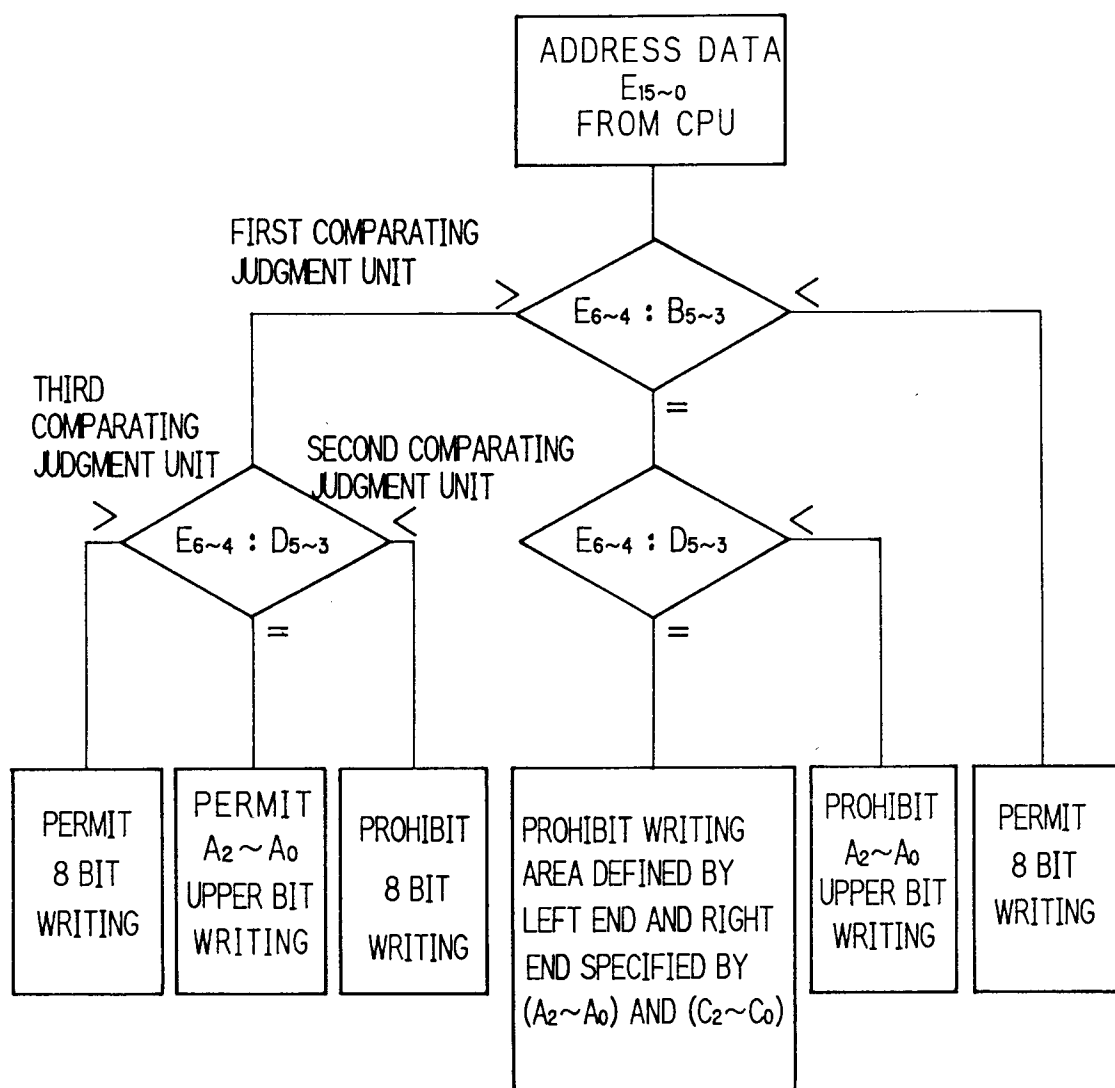 ADDRESS DATA
E15~0
FROM CPU
FIRST COMPARATING
JUDGMENT UNIT
>
E6~4 : B5~3
<
=
THIRD
COMPARATING
JUDGMENT UNIT
SECOND COMPARATING
JUDGMENT UNIT
>
E6~4 : D5~3
<
=
E6~4 : D5~3
<
=
PERMIT
8 BIT
WRITING
PERMIT
A2~A0
UPPER BIT
WRITING
PROHIBIT
8 BIT
WRITING
PROHIBIT WRITING
AREA DEFINED BY
LEFT END AND RIGHT
END SPECIFIED BY
(A2~A0) AND (C2~C0)
PROHIBIT
A2~A0
UPPER BIT
WRITING
PERMIT
8 BIT
WRITING